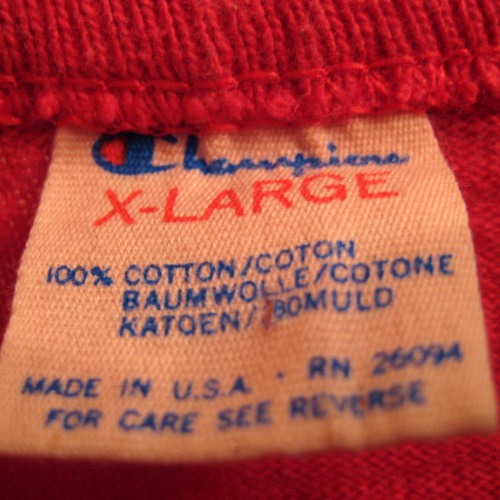 Champion
X-LARGE
100% COTTON/COTON
BAUMWOLLE/COTONE
KATOEN/ BOMULD
MADE IN U.S.A. · RN 26094
FOR CARE SEE REVERSE